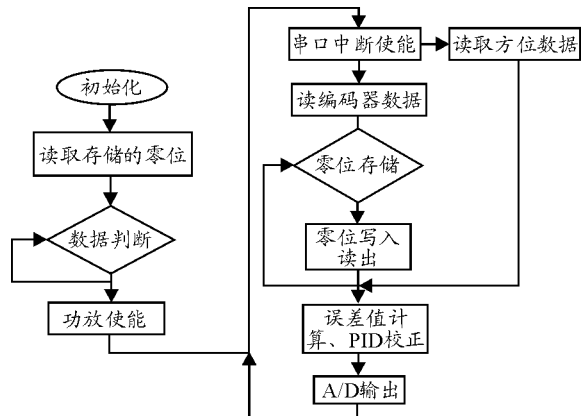 初始化
读取存储的零位
数据判断
功放使能
串口中断使能
读取方位数据
读编码器数据
零位存储
零位写入
读出
误差值计
算、PID校正
A/D输出